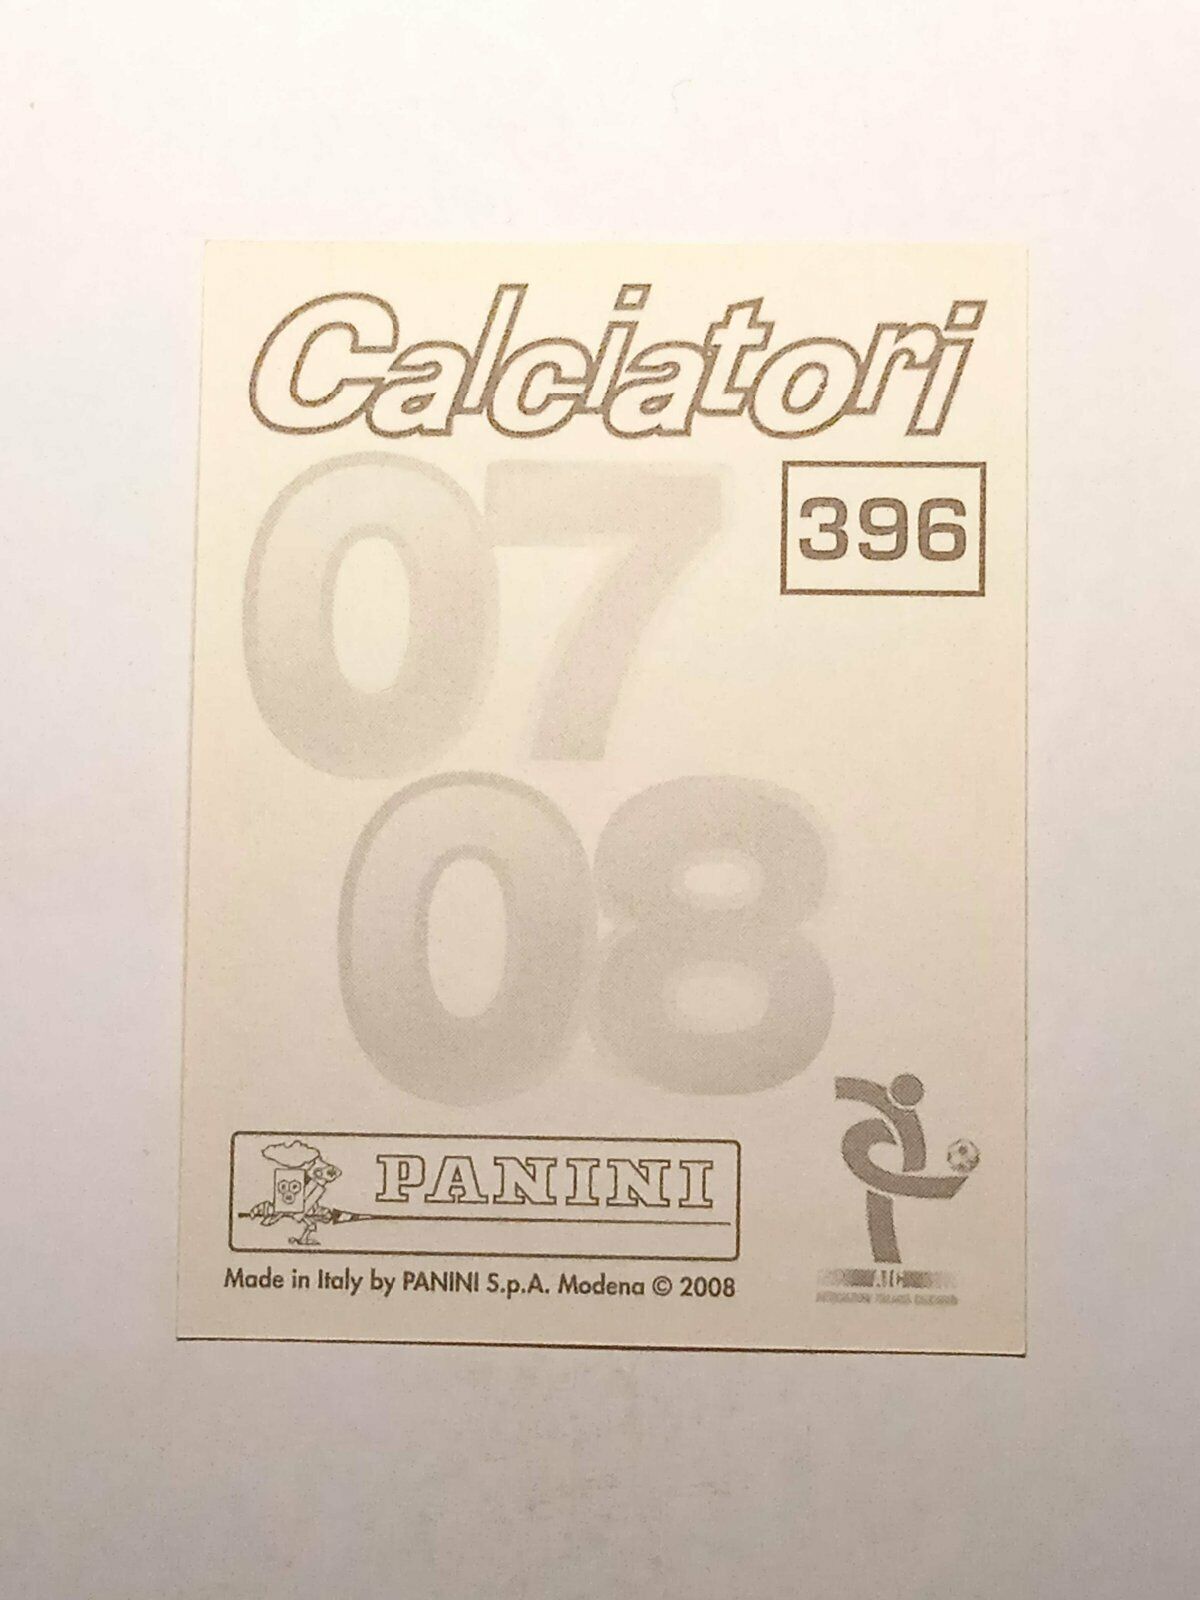 Calciatori
07
396
08
PANINI
Made in Italy by PANINI S.p.A. Modena © 2008